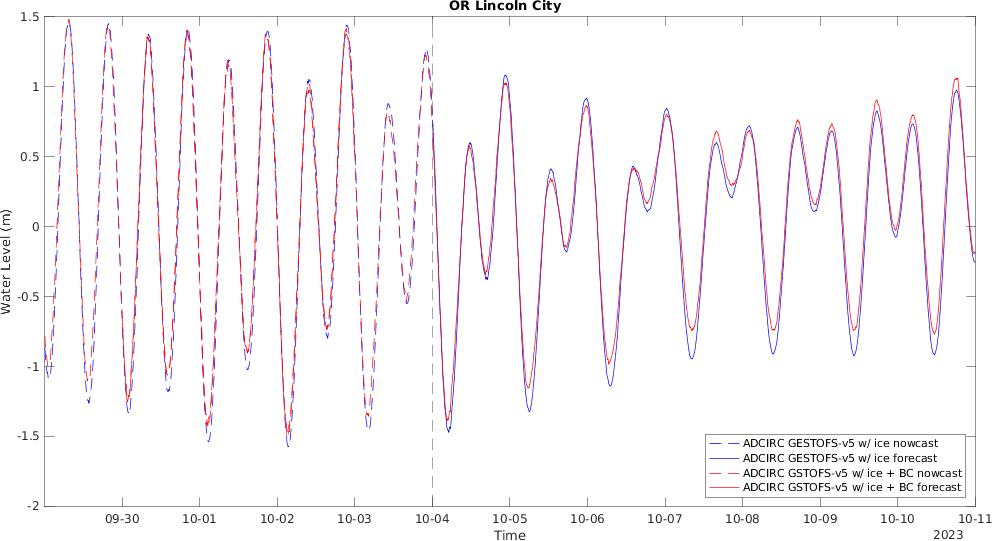 OR Lincoln City
1.5
1
0.5
0
-0.5
-1
-1.5
-2
Water Level (m)
09-30 10-01 10-02 10-03 10-04 10-05 10-06 10-07 10-08 10-09 10-10 10-11
Time
2023
ADCIRC GESTOFS-v5 w/ ice nowcast
ADCIRC GESTOFS-v5 w/ ice forecast
ADCIRC GSTOFS-v5 w/ ice + BC nowcast
ADCIRC GSTOFS-v5 w/ ice + BC forecast